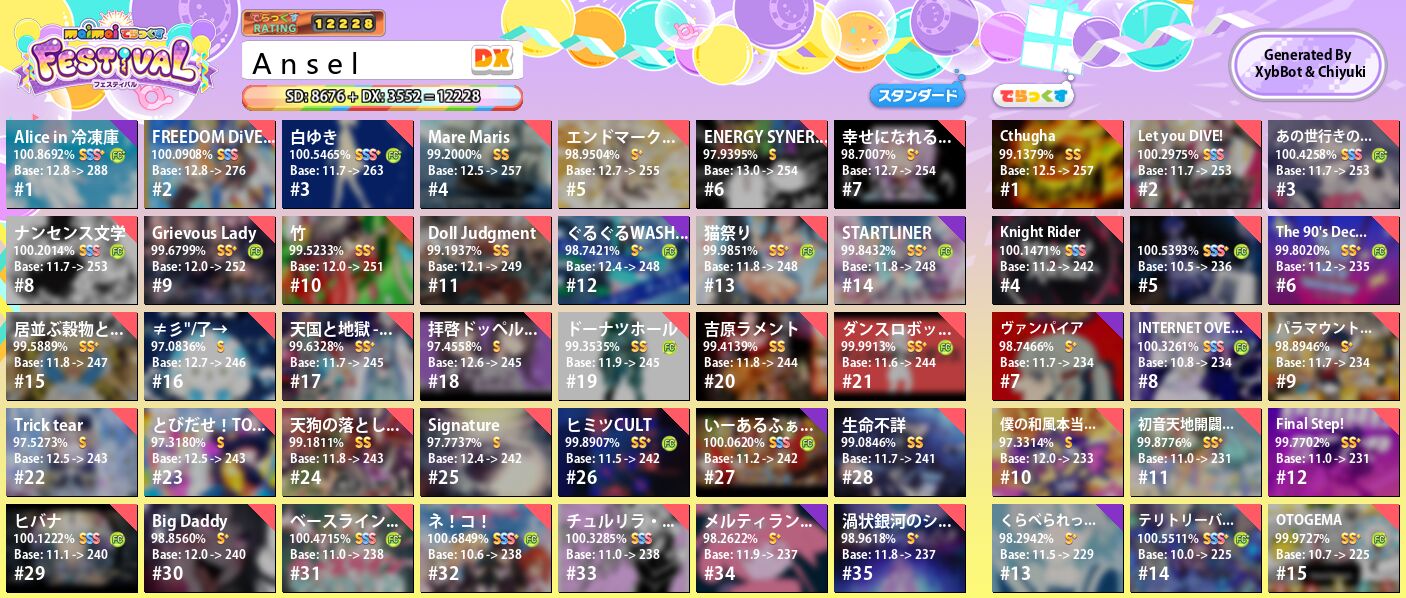 maimai でらっくす
FESTiVAL
フェスティバル
でらっくす
RATING 12228
Ansel
DX
SD: 8676 + DX: 3552 = 12228
スタンダード
でらっくす
Generated By
XybBot & Chiyuki
Alice in 冷凍庫
100.8692% SSS+ FC
Base: 12.8 -> 288
#1
FREEDOM DiVE...
100.0908% SSS
Base: 12.8 -> 276
#2
白ゆき
100.5465% SSS+ FC
Base: 11.7 -> 263
#3
Mare Maris
99.2000% SS
Base: 12.5 -> 257
#4
エンドマーク...
98.9504% S+
Base: 12.7 -> 255
#5
ENERGY SYNER...
97.9395% S
Base: 13.0 -> 254
#6
幸せになれる...
98.7007% S+
Base: 12.7 -> 254
#7
ナンセンス文学
100.2014% SSS FC
Base: 11.7 -> 253
#8
Grievous Lady
99.6799% SS+ FC
Base: 12.0 -> 252
#9
竹
99.5233% SS+
Base: 12.0 -> 251
#10
Doll Judgment
99.1937% SS
Base: 12.1 -> 249
#11
ぐるぐるWASH...
98.7421% S+ FC
Base: 12.4 -> 248
#12
猫祭り
99.9851% SS+ FC
Base: 11.8 -> 248
#13
STARTLINER
99.8432% SS+ FC
Base: 11.8 -> 248
#14
居並ぶ穀物と...
99.5889% SS+
Base: 11.8 -> 247
#15
≠彡"/了→
97.0836% S
Base: 12.7 -> 246
#16
天国と地獄 -...
99.6328% SS+
Base: 11.7 -> 245
#17
拝啓ドッペル...
97.4558% S
Base: 12.6 -> 245
#18
ドーナツホール
99.3535% SS FC
Base: 11.9 -> 245
#19
吉原ラメント
99.4139% SS
Base: 11.8 -> 244
#20
ダンスロボッ...
99.9913% SS+ FC
Base: 11.6 -> 244
#21
Trick tear
97.5273% S
Base: 12.5 -> 243
#22
とびだせ！TO...
97.3180% S
Base: 12.5 -> 243
#23
天狗の落とし...
99.1811% SS
Base: 11.8 -> 243
#24
Signature
97.7737% S
Base: 12.4 -> 242
#25
ヒミツCULT
99.8907% SS+ FC
Base: 11.5 -> 242
#26
いーあるふぁ...
100.0620% SSS FC
Base: 11.2 -> 242
#27
生命不詳
99.0846% SS
Base: 11.7 -> 241
#28
ヒバナ
100.1222% SSS FC
Base: 11.1 -> 240
#29
Big Daddy
98.8560% S+
Base: 12.0 -> 240
#30
ベースライン...
100.4715% SSS FC
Base: 11.0 -> 238
#31
ネ！コ！
100.6849% SSS+ FC
Base: 10.6 -> 238
#32
チュルリラ・...
100.3285% SSS
Base: 11.0 -> 238
#33
メルティラン...
98.2622% S+
Base: 11.9 -> 237
#34
渦状銀河のシ...
98.9618% S+
Base: 11.8 -> 237
#35
Cthugha
99.1379% SS
Base: 12.5 -> 257
#1
Let you DIVE!
100.2975% SSS
Base: 11.7 -> 253
#2
あの世行きの...
100.4258% SSS FC
Base: 11.7 -> 253
#3
Knight Rider
100.1471% SSS
Base: 11.2 -> 242
#4
100.5393% SSS+ FC
Base: 10.5 -> 236
#5
The 90's Dec...
99.8020% SS+ FC
Base: 11.2 -> 235
#6
ヴァンパイア
98.7466% S+
Base: 11.7 -> 234
#7
INTERNET OVE...
100.3261% SSS FC
Base: 10.8 -> 234
#8
パラマウント...
98.8946% S+
Base: 11.7 -> 234
#9
僕の和風本当...
97.3314% S
Base: 12.0 -> 233
#10
初音天地開闢...
99.8776% SS+
Base: 11.0 -> 231
#11
Final Step!
99.7702% SS+
Base: 11.0 -> 231
#12
くらべられっ...
98.2942% S+
Base: 11.5 -> 229
#13
テリトリーバ...
100.5511% SSS+ FC
Base: 10.0 -> 225
#14
OTOGEMA
99.9727% SS+ FC
Base: 10.7 -> 225
#15